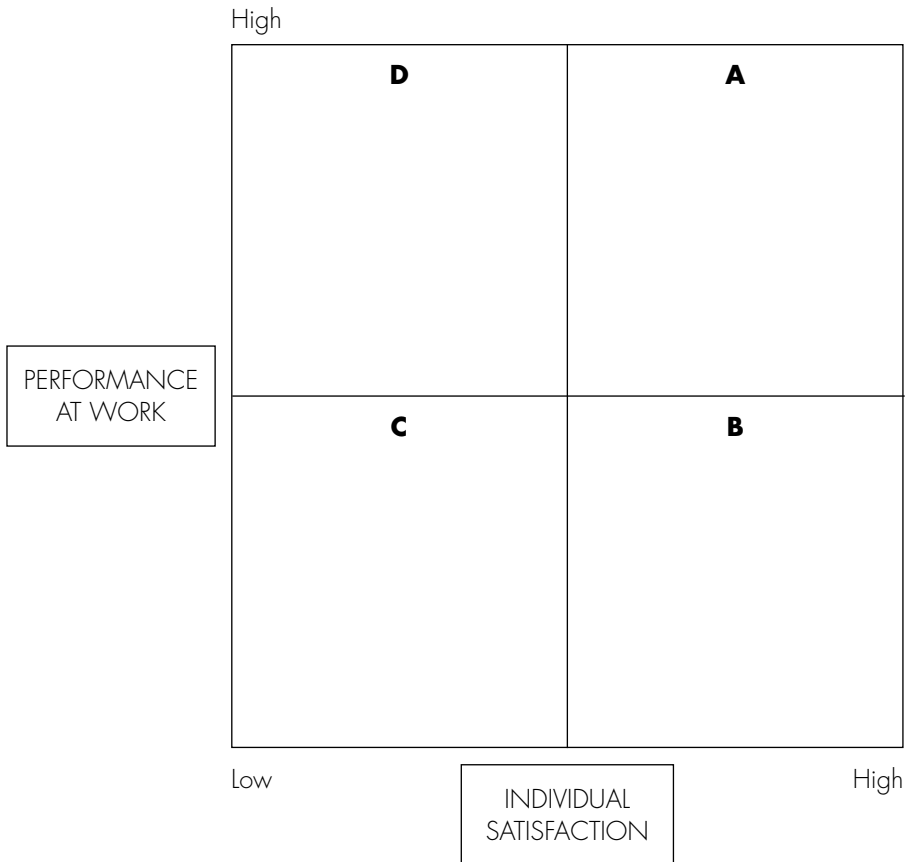 High
D
A
PERFORMANCE
AT WORK
C
B
Low
High
INDIVIDUAL
SATISFACTION